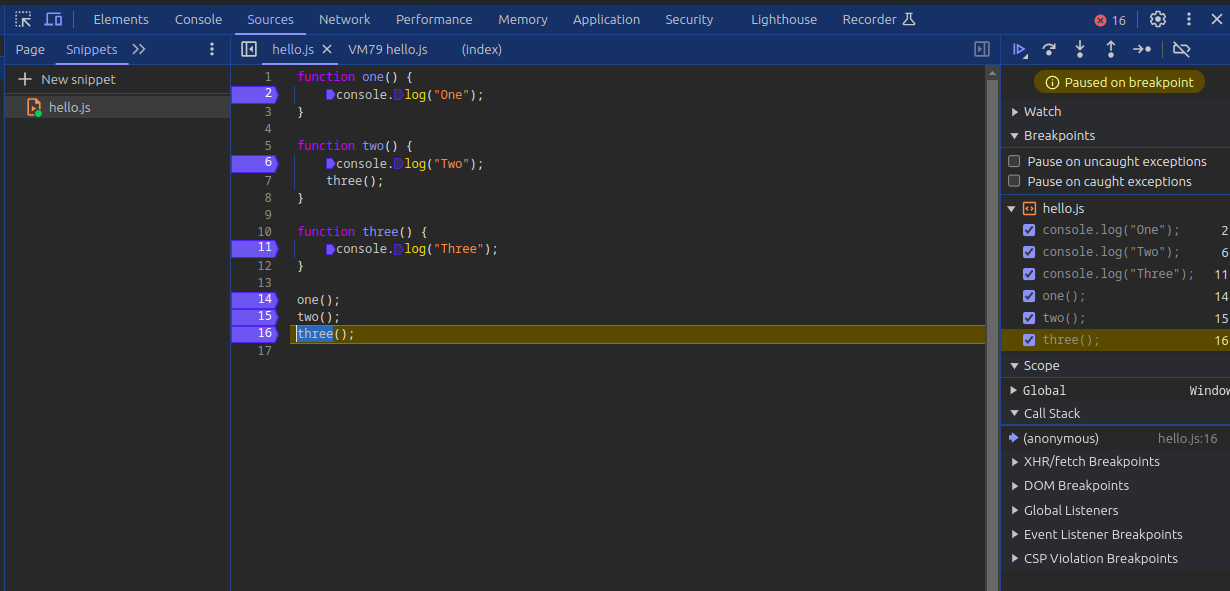 Elements Console Sources Network Performance Memory Application Security Lighthouse Recorder 16
Page Snippets hello.js VM79 hello.js (index)
New snippet
hello.js
1 function one() {
2 console.log("One");
3 }
4
5 function two() {
6 console.log("Two");
7 three();
8 }
9
10 function three() {
11 console.log("Three");
12 }
13
14 one();
15 two();
16 three();
17
Paused on breakpoint
Watch
Breakpoints
Pause on uncaught exceptions
Pause on caught exceptions
hello.js
console.log("One"); 2
console.log("Two"); 6
console.log("Three"); 11
one(); 14
two(); 15
three(); 16
Scope
Global Window
Call Stack
(anonymous) hello.js:16
XHR/fetch Breakpoints
DOM Breakpoints
Global Listeners
Event Listener Breakpoints
CSP Violation Breakpoints